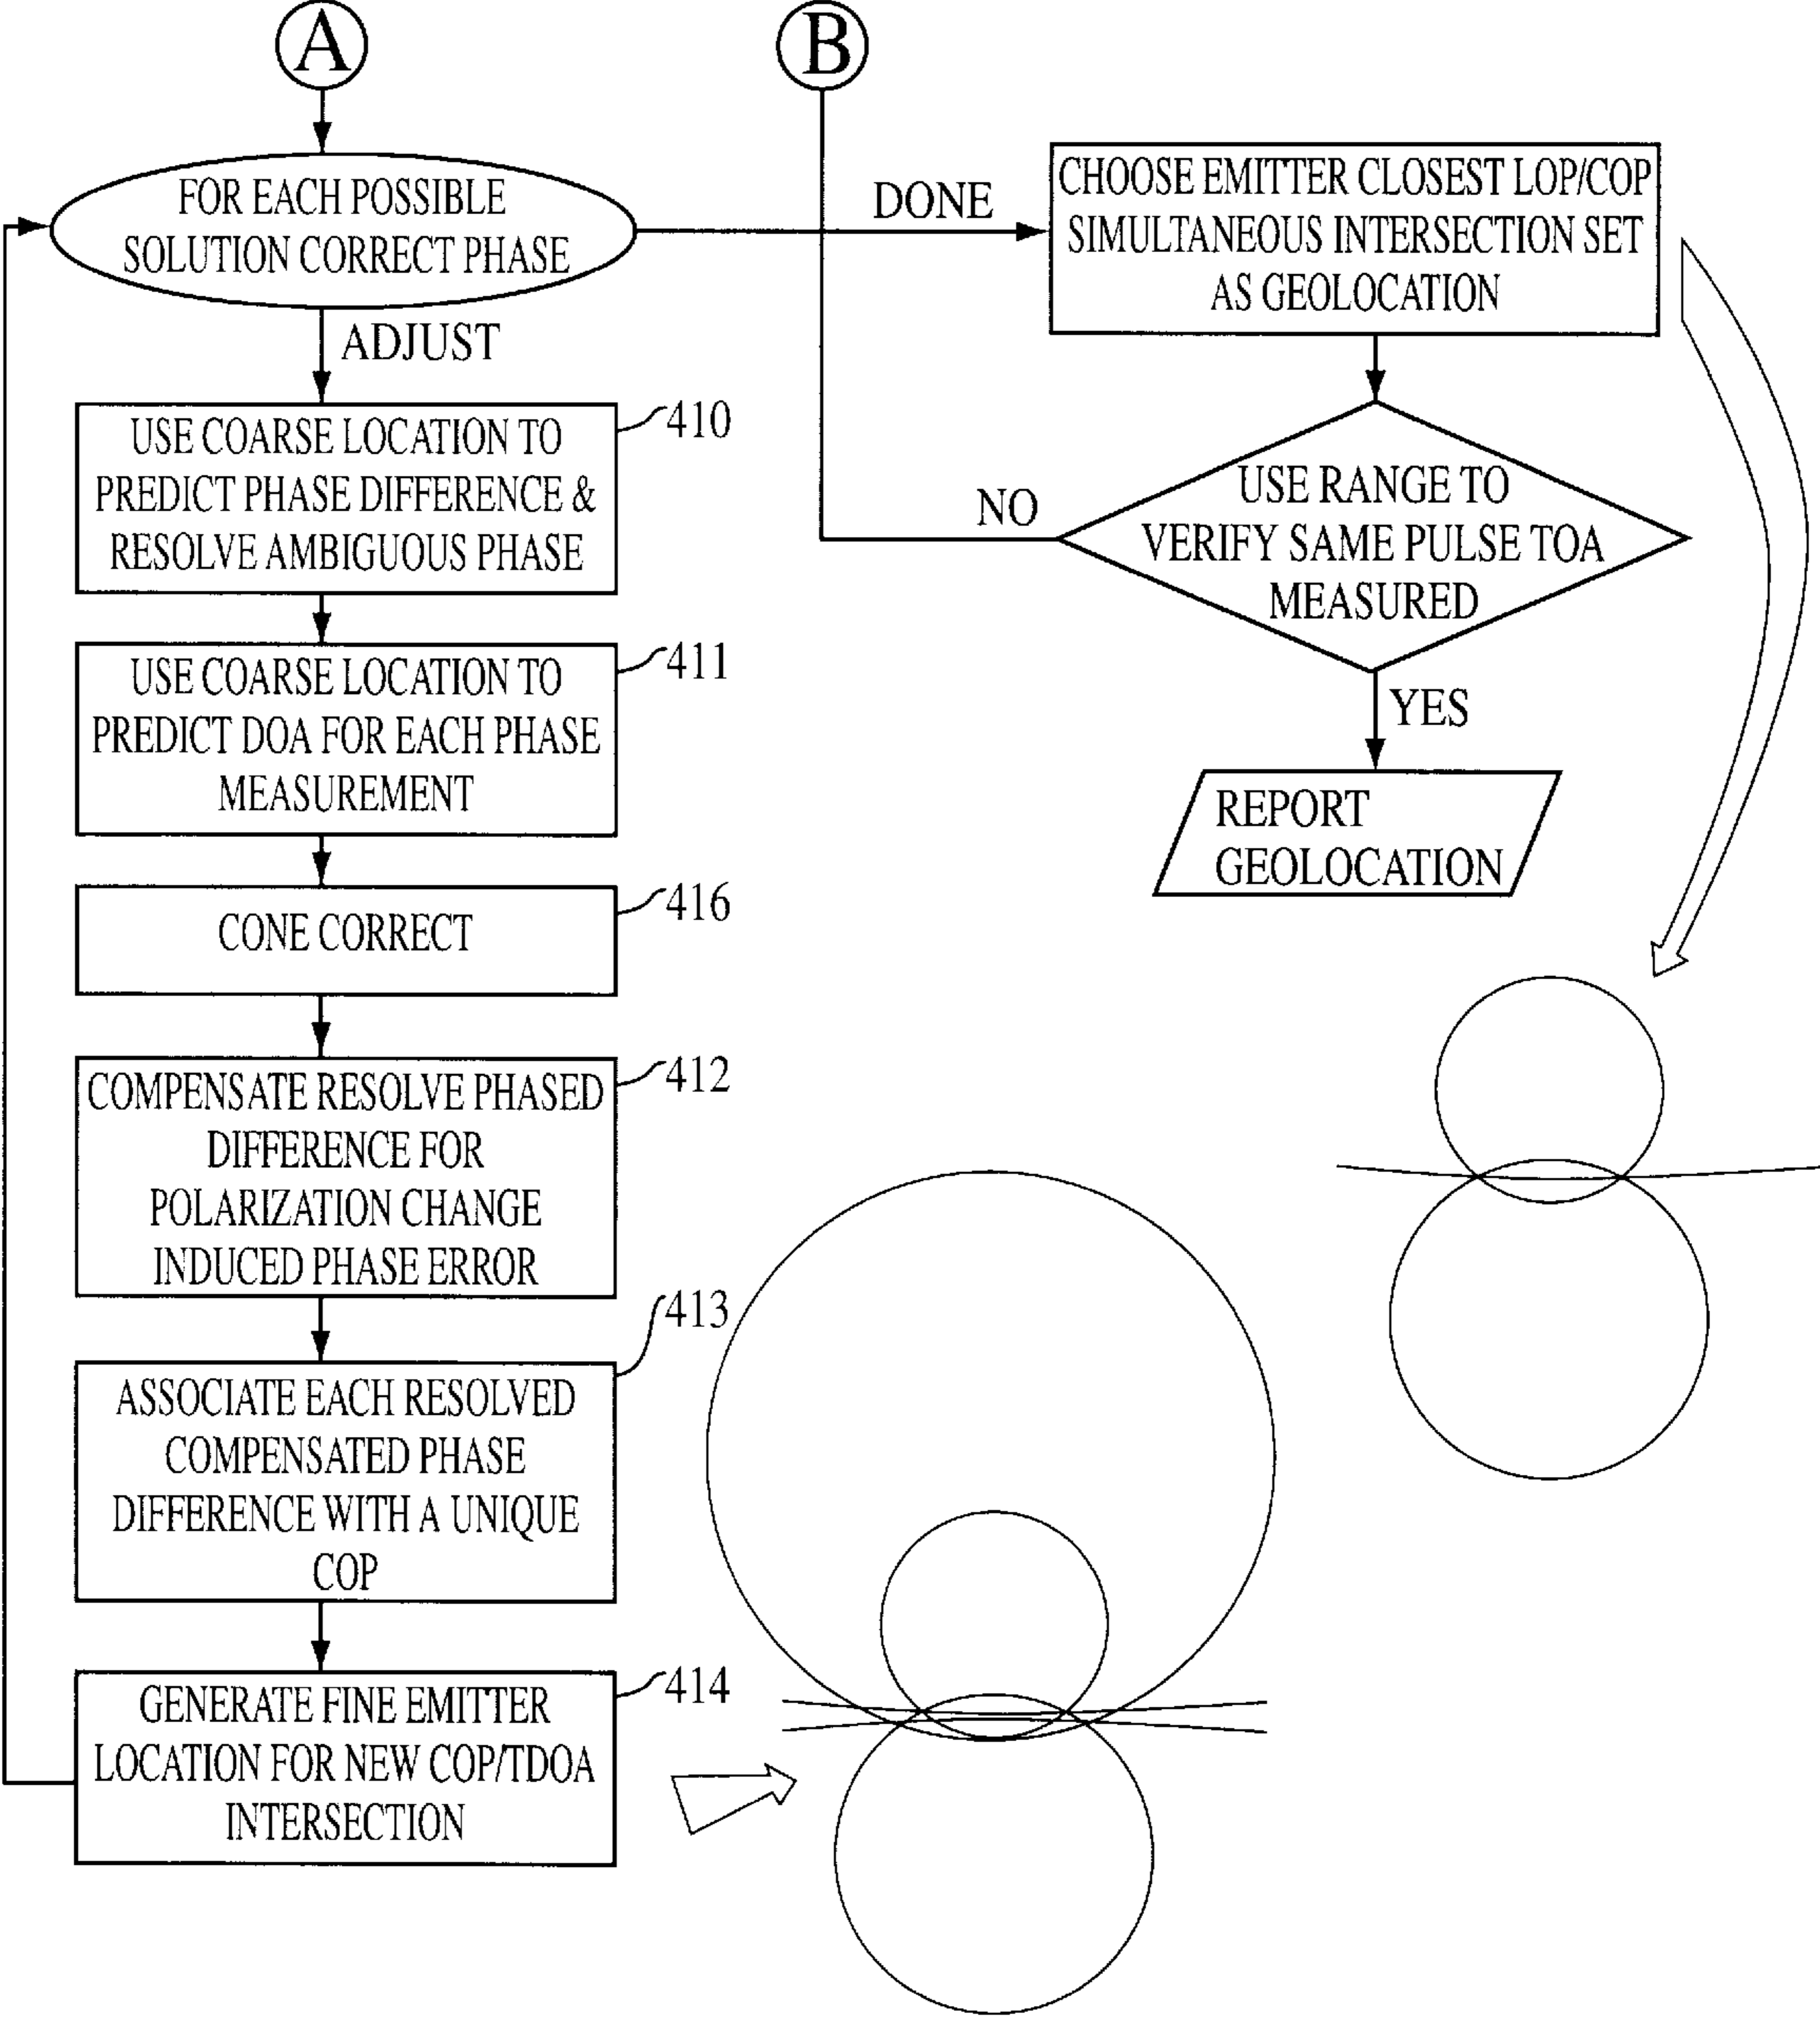 A
B
FOR EACH POSSIBLE
SOLUTION CORRECT PHASE
DONE
CHOOSE EMITTER CLOSEST LOP/COP
SIMULTANEOUS INTERSECTION SET
AS GEOLOCATION
ADJUST
USE COARSE LOCATION TO
PREDICT PHASE DIFFERENCE &
RESOLVE AMBIGUOUS PHASE
410
USE COARSE LOCATION TO
PREDICT DOA FOR EACH PHASE
MEASUREMENT
411
CONE CORRECT
416
COMPENSATE RESOLVE PHASED
DIFFERENCE FOR
POLARIZATION CHANGE
INDUCED PHASE ERROR
412
ASSOCIATE EACH RESOLVED
COMPENSATED PHASE
DIFFERENCE WITH A UNIQUE
COP
413
GENERATE FINE EMITTER
LOCATION FOR NEW COP/TDOA
INTERSECTION
414
USE RANGE TO
VERIFY SAME PULSE TOA
MEASURED
NO
YES
REPORT
GEOLOCATION